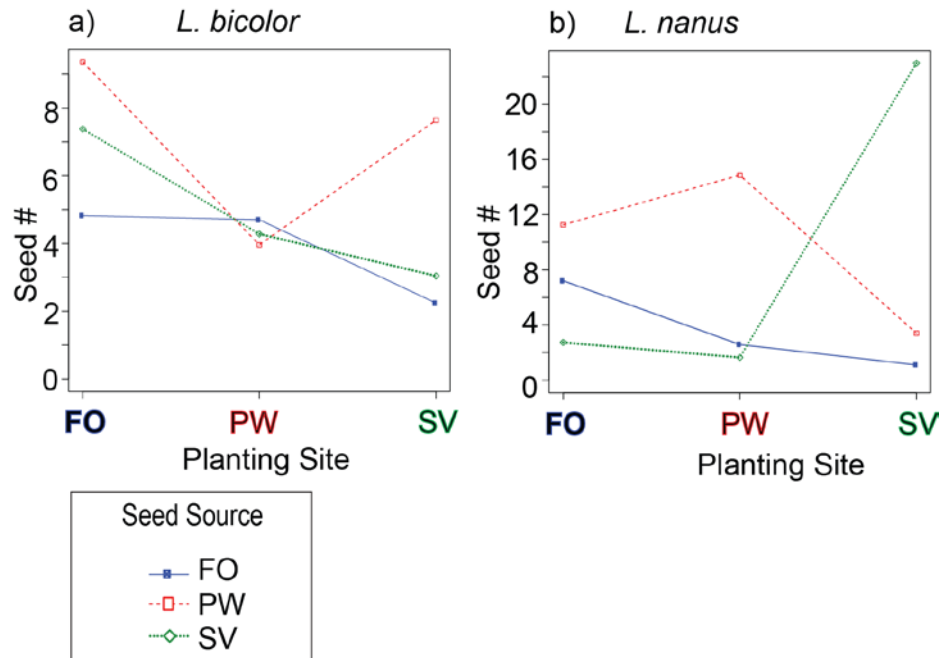 a) L. bicolor
Seed #
8
6
4
2
0
FO PW SV
Planting Site
b) L. nanus
Seed #
20
16
12
8
4
0
FO PW SV
Planting Site
Seed Source
FO
PW
SV